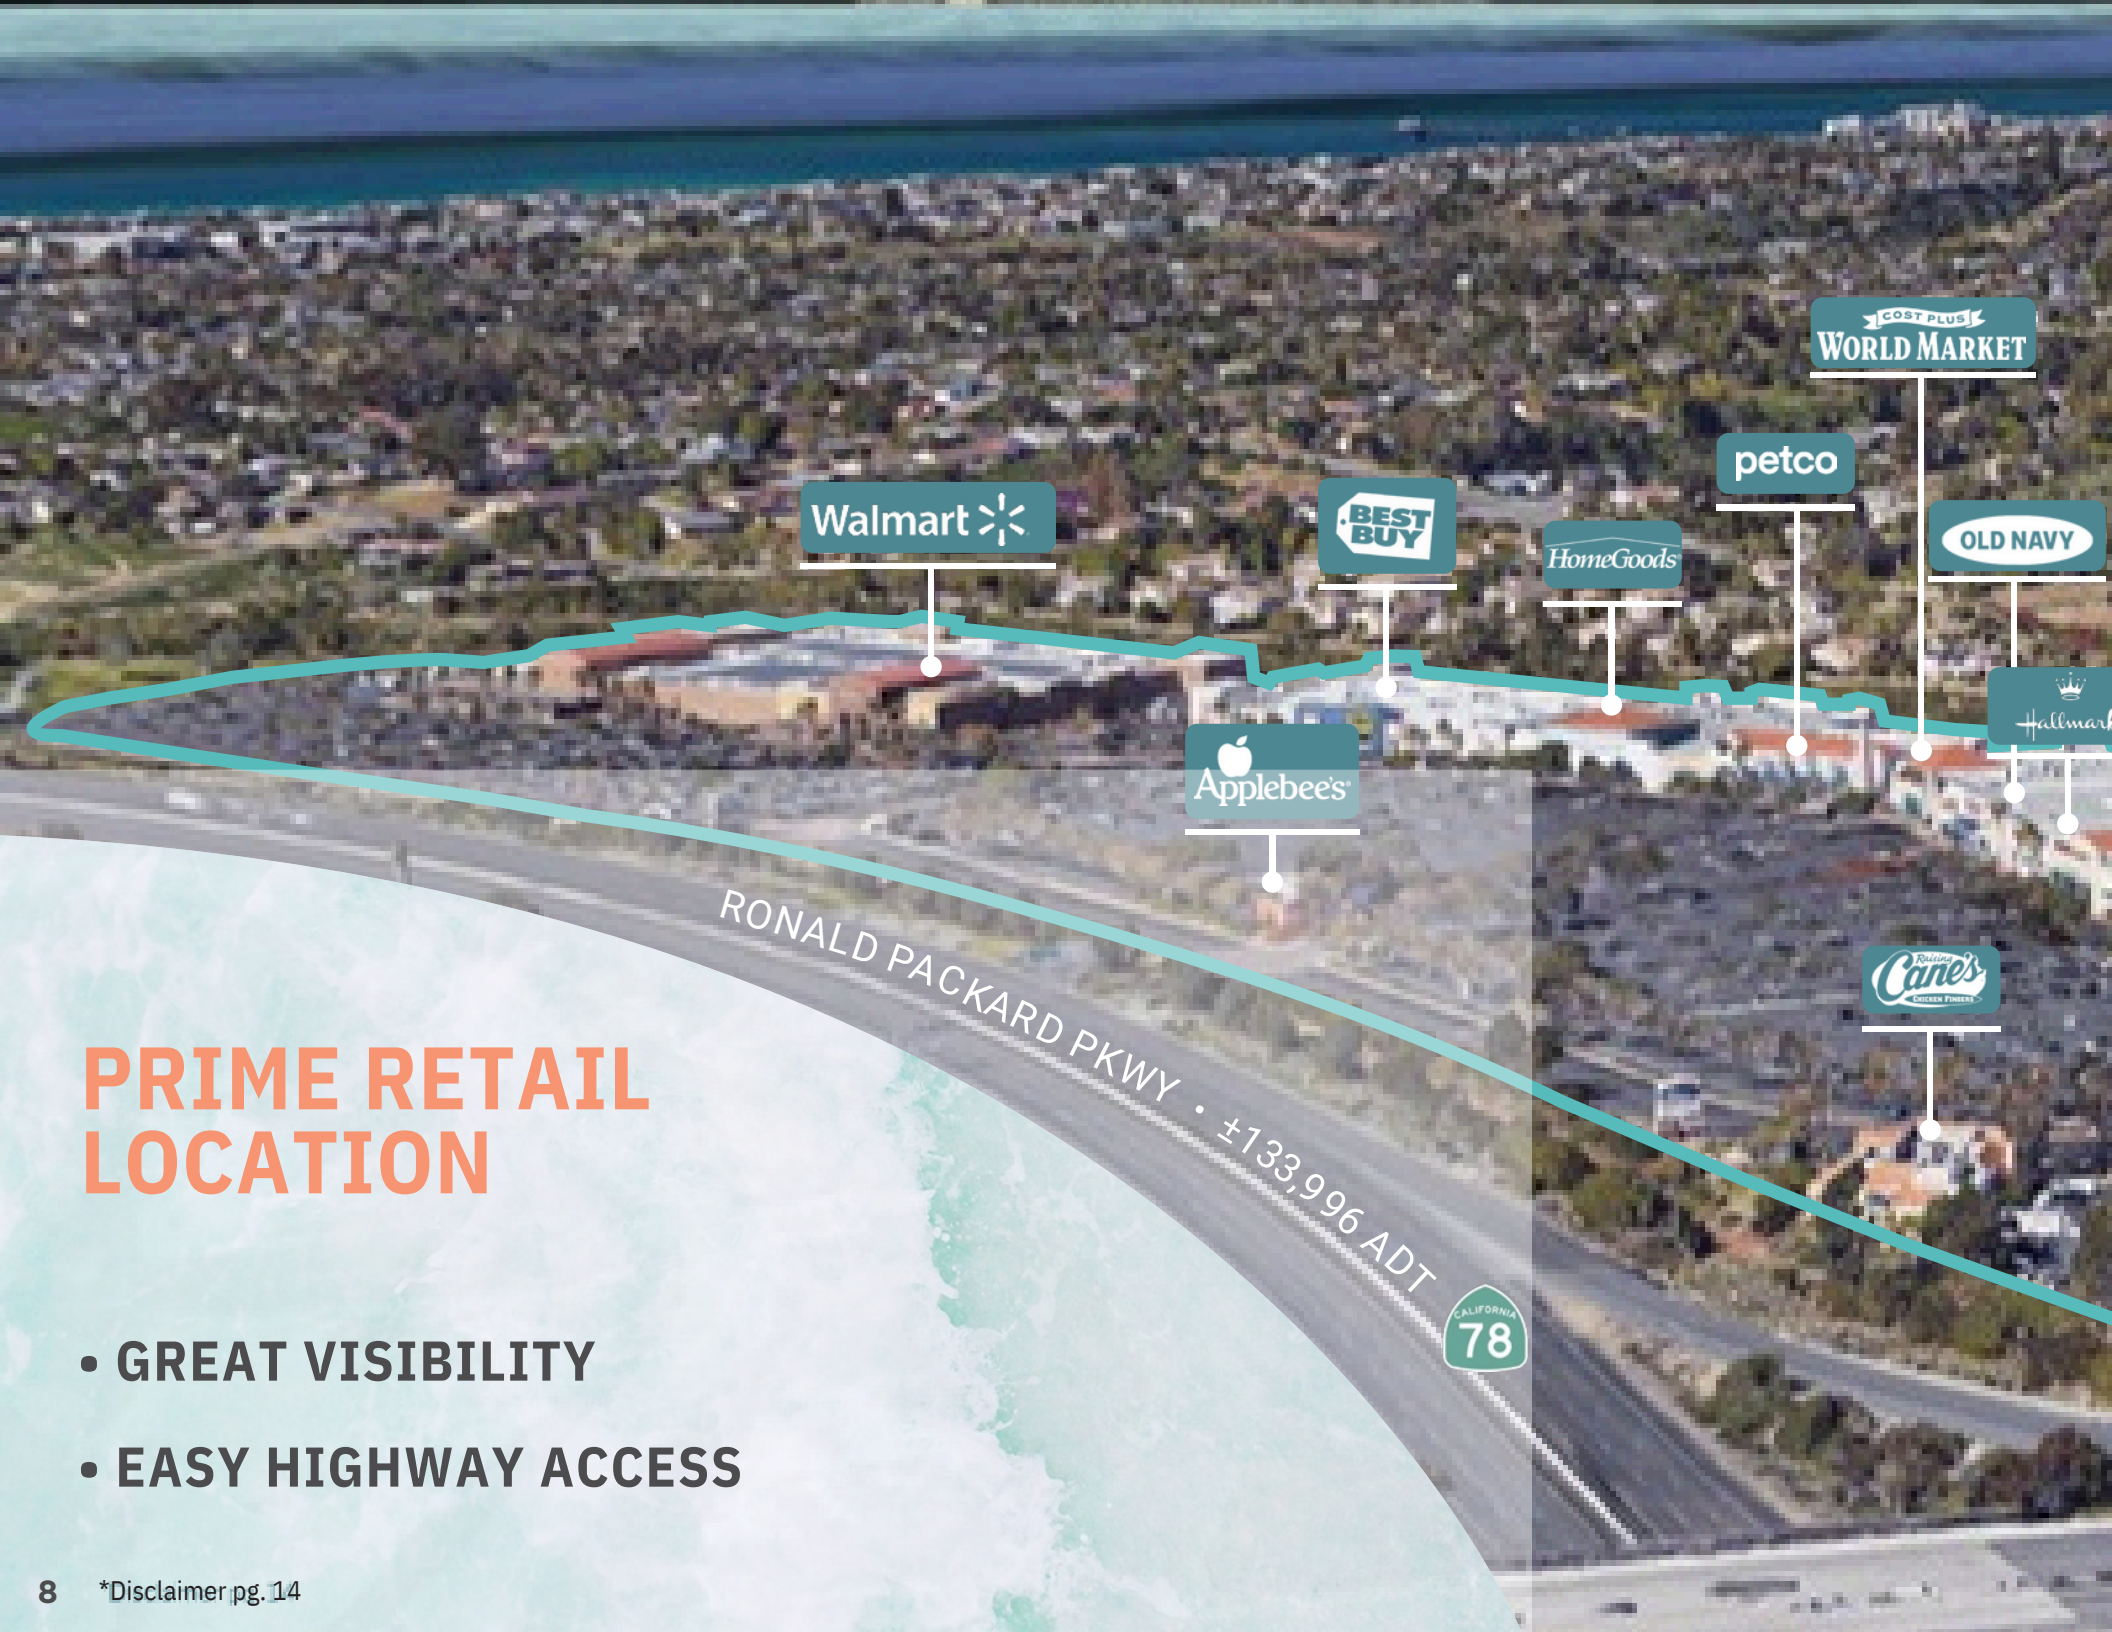 COST PLUS
WORLD MARKET
petco
Walmart
BEST
BUY
HomeGoods
OLD NAVY
Hallmark
Applebee's
RONALD PACKARD PKWY • ±133,996 ADT
Raising
Cane's
CHICKEN FINGERS
CALIFORNIA
78
PRIME RETAIL
LOCATION
• GREAT VISIBILITY
• EASY HIGHWAY ACCESS
8 *Disclaimer pg. 14